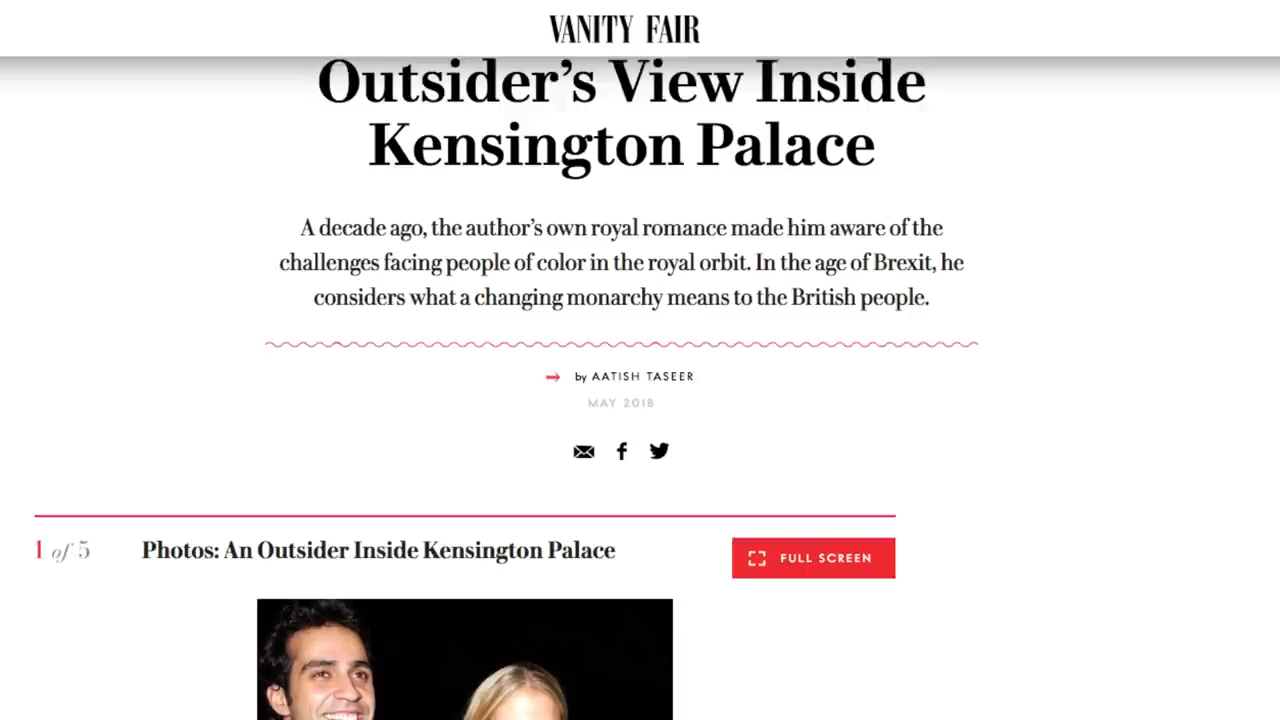 VANITY FAIR
Outsider's View Inside
Kensington Palace
A decade ago, the author's own royal romance made him aware of the
challenges facing people of color in the royal orbit. In the age of Brexit, he
considers what a changing monarchy means to the British people.
by AATISH TASEER
MAY 2018
1 of 5
Photos: An Outsider Inside Kensington Palace
FULL SCREEN